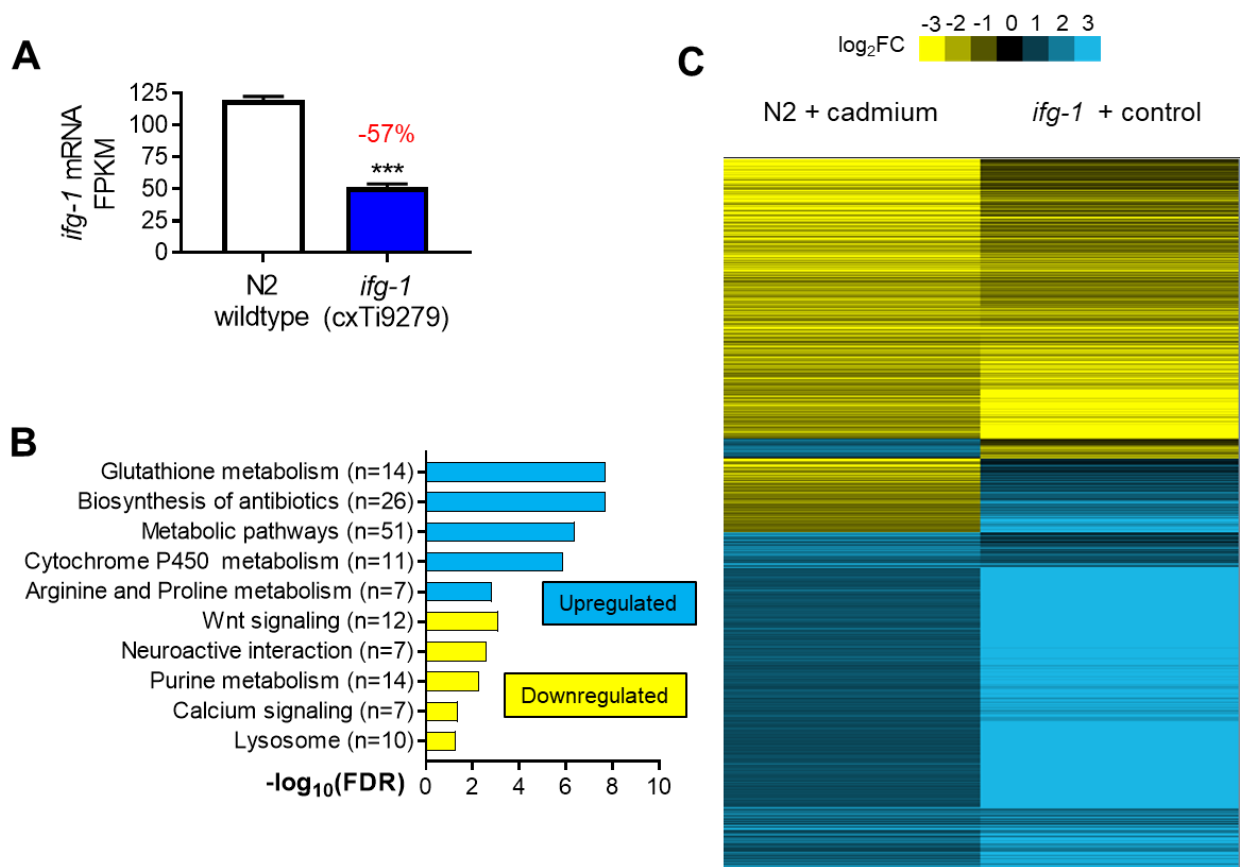 A
ifg-1 mRNA
FPKM
125
100
75
50
25
0
-57%
***
N2
wildtype
ifg-1
(cxTi9279)
B
Glutathione metabolism (n=14)
Biosynthesis of antibiotics (n=26)
Metabolic pathways (n=51)
Cytochrome P450 metabolism (n=11)
Arginine and Proline metabolism (n=7)
Wnt signaling (n=12)
Neuroactive interaction (n=7)
Purine metabolism (n=14)
Calcium signaling (n=7)
Lysosome (n=10)
Upregulated
Downregulated
-log₁₀(FDR) 0 2 4 6 8 10
C
log₂FC
-3 -2 -1 0 1 2 3
N2 + cadmium
ifg-1 + control